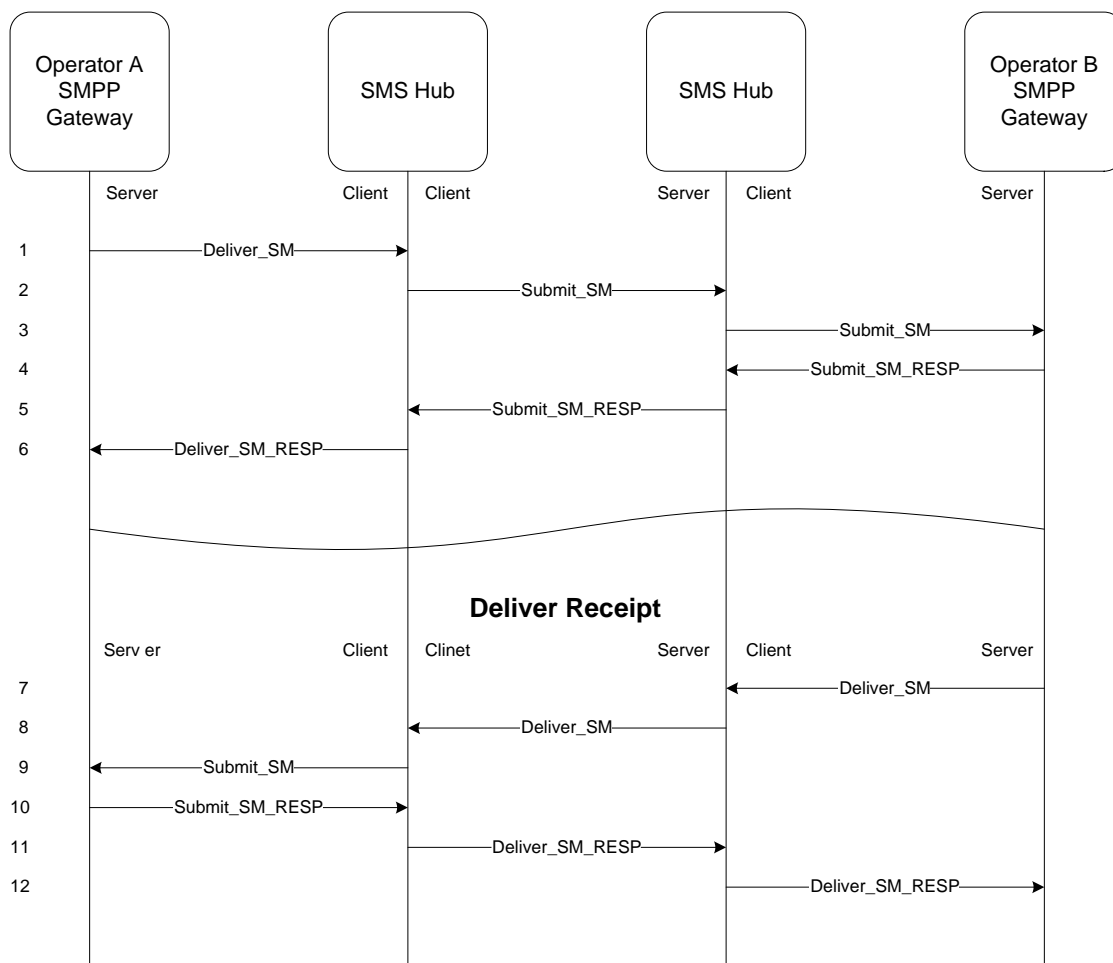 Operator A
SMPP
Gateway
SMS Hub
SMS Hub
Operator B
SMPP
Gateway
Server
Client
Client
Server
Client
Server
1
Deliver_SM
2
Submit_SM
3
Submit_SM
4
Submit_SM_RESP
5
Submit_SM_RESP
6
Deliver_SM_RESP
Deliver Receipt
Serv er
Client
Clinet
Server
Client
Server
7
Deliver_SM
8
Deliver_SM
9
Submit_SM
10
Submit_SM_RESP
11
Deliver_SM_RESP
12
Deliver_SM_RESP